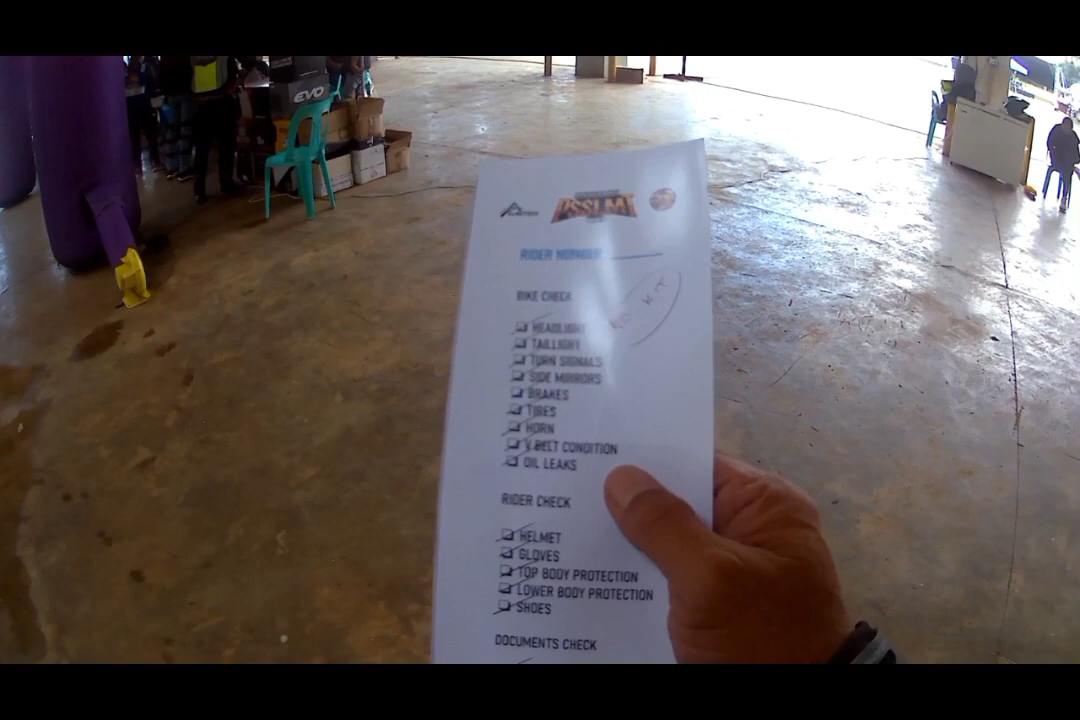 EVO
PSSLMT
RIDER NUMBER
BIKE CHECK
HEADLIGHT
TAILLIGHT
TURN SIGNALS
SIDE MIRRORS
BRAKES
TIRES
HORN
V BELT CONDITION
OIL LEAKS
RIDER CHECK
HELMET
GLOVES
TOP BODY PROTECTION
LOWER BODY PROTECTION
SHOES
DOCUMENTS CHECK